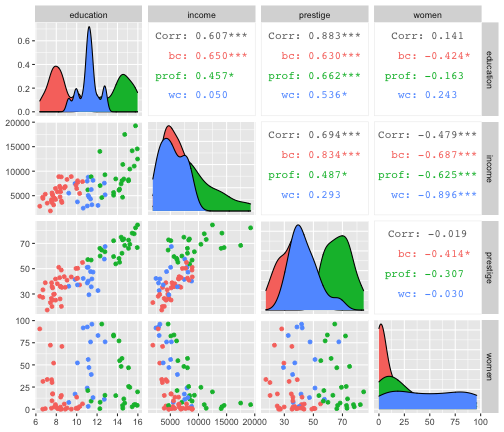 education income prestige women
Corr: 0.607*** Corr: 0.883*** Corr: 0.141
bc: 0.650*** bc: 0.630*** bc: -0.424*
prof: 0.457* prof: 0.662*** prof: -0.163
wc: 0.050 wc: 0.536* wc: 0.243
education
0.6
0.4
0.2
0.0
Corr: 0.694*** Corr: -0.479***
bc: 0.834*** bc: -0.687***
prof: 0.487* prof: -0.625***
wc: 0.293 wc: -0.896***
income
20000
15000
10000
5000
Corr: -0.019
bc: -0.414*
prof: -0.307
wc: -0.030
prestige
70
50
30
women
100
75
50
25
0
6 8 10 12 14 16 5000 10000 15000 20000 30 50 70 0 25 50 75 100